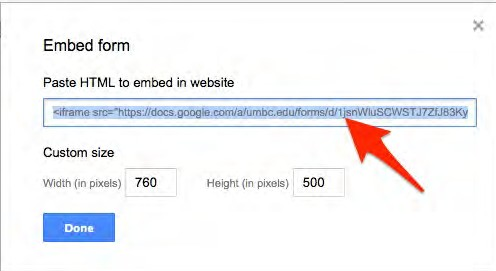 Embed form
Paste HTML to embed in website
<iframe src="https://docs.google.com/a/umbc.edu/forms/d/1jsnWluSCWSTJ7ZfJ83Ky
Custom size
Width (in pixels) 760 Height (in pixels) 500
Done